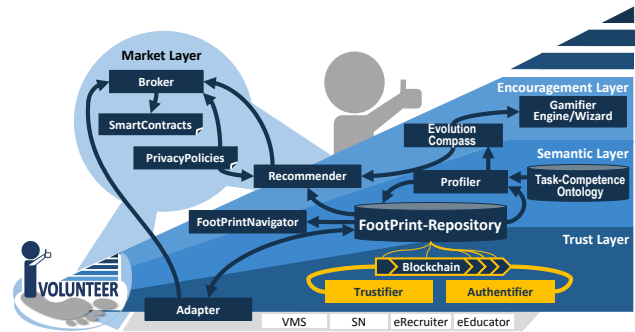 Market Layer
Broker
SmartContracts
PrivacyPolicies
Encouragement Layer
Gamifier
Engine/Wizard
Evolution
Compass
Semantic Layer
Recommender
Profiler
Task-Competence
Ontology
FootPrintNavigator
FootPrint-Repository
Trust Layer
Blockchain
Trustifier
Authentifier
i VOLUNTEER
Adapter
VMS
SN
eRecruiter
eEducator